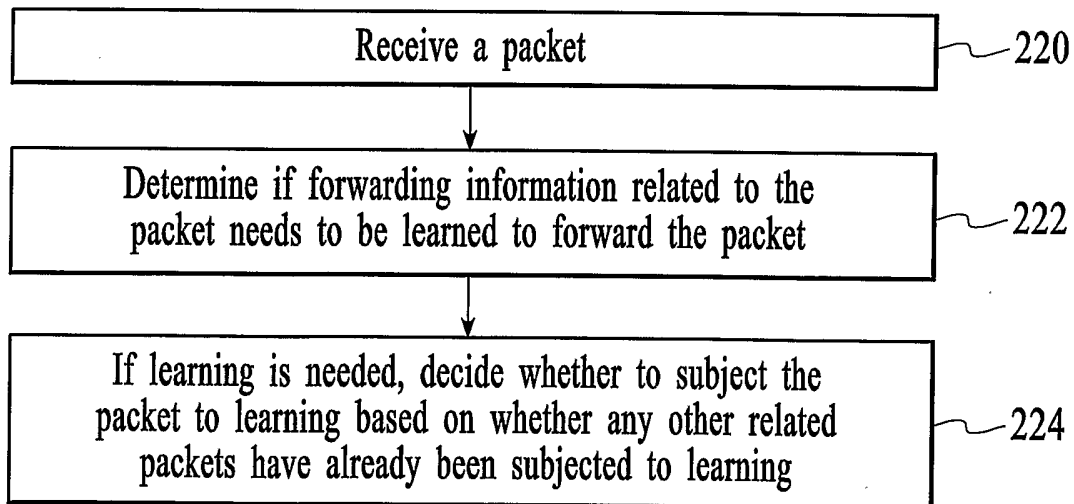 Receive a packet
220
Determine if forwarding information related to the
packet needs to be learned to forward the packet
222
If learning is needed, decide whether to subject the
packet to learning based on whether any other related
packets have already been subjected to learning
224